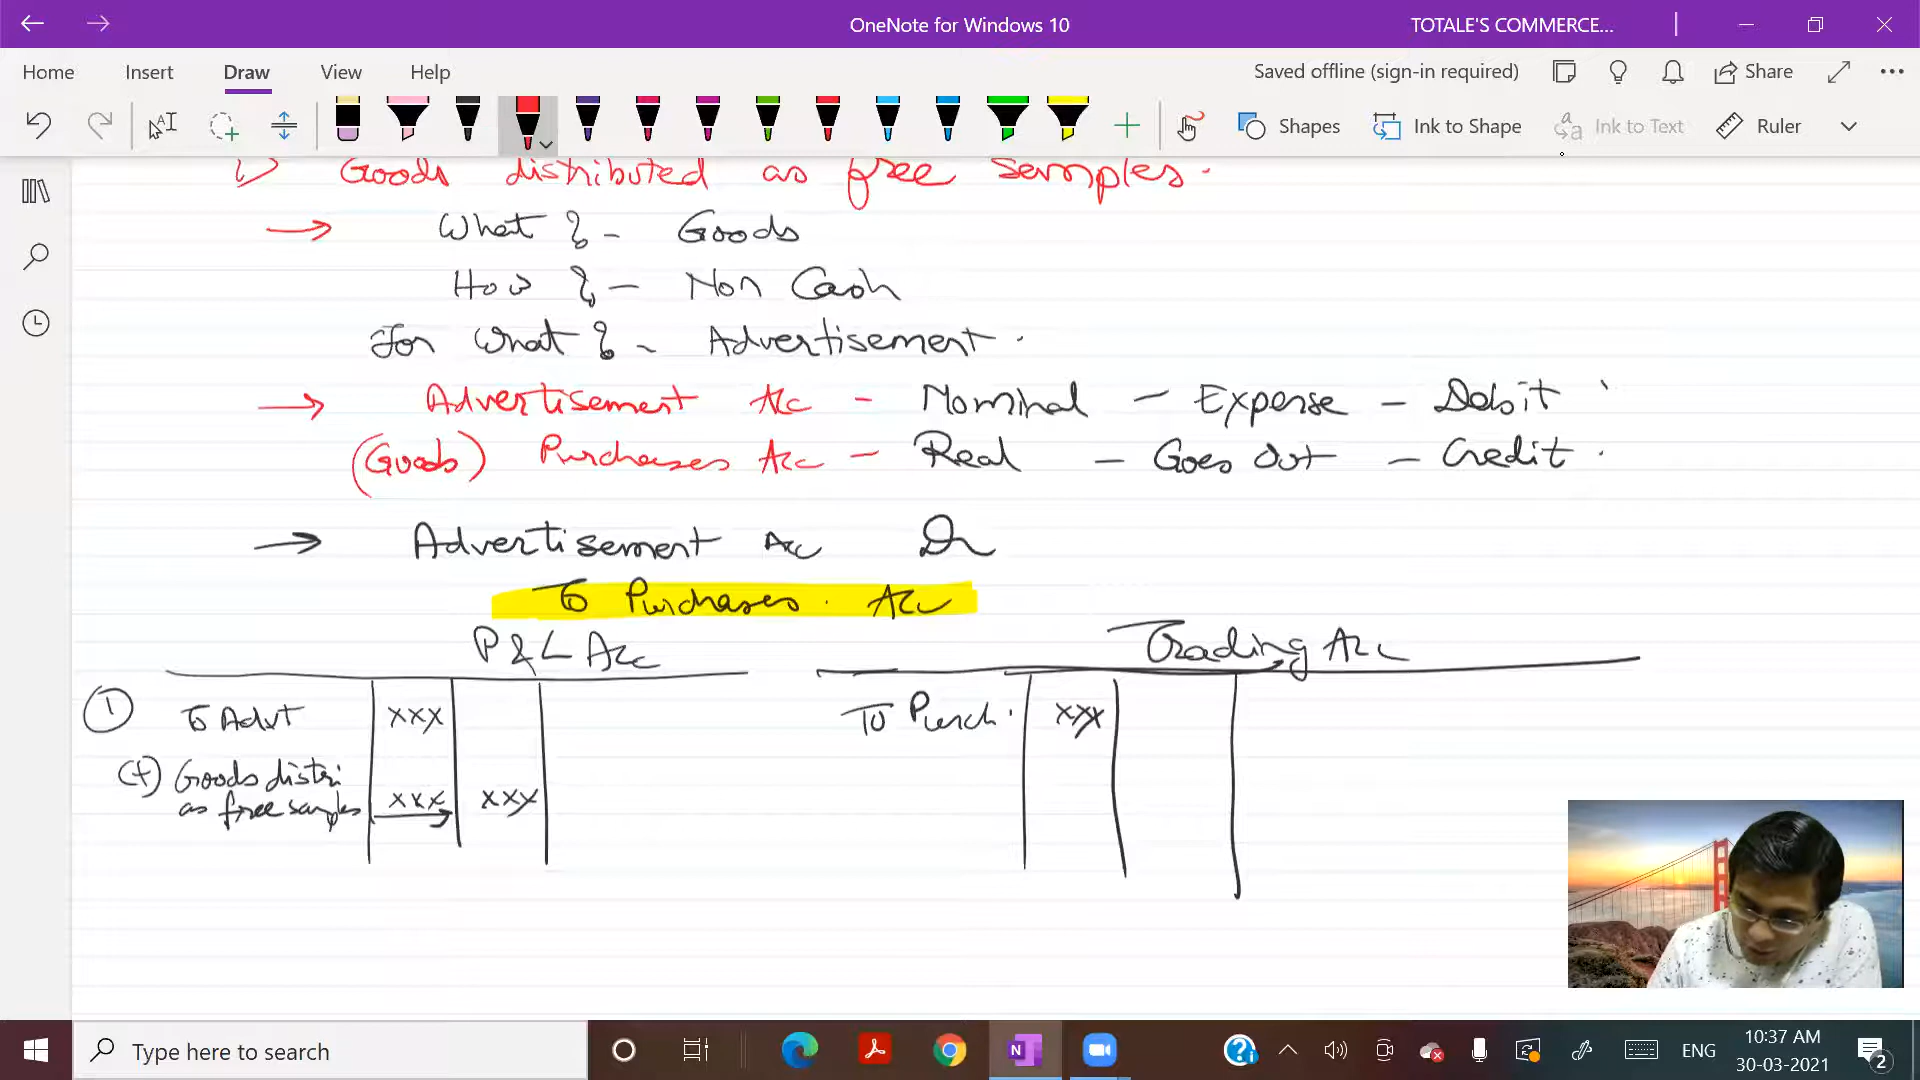 OneNote for Windows 10
TOTALE'S COMMERCE...
Home Insert Draw View Help
Saved offline (sign-in required)
Share
Shapes Ink to Shape Ink to Text Ruler
Goods distributed as free samples.
→ What ? - Goods
How ? - Non Cash
For What ? - Advertisement.
→ Advertisement A/c - Nominal - Expense - Debit
(Goods) Purchases A/c - Real - Goes Out - Credit.
→ Advertisement A/c Dr
To Purchases. A/c
P & L A/c
Trading A/c
① To Advt xxx
To Purch. xxx
(+) Goods distri
as free samples xxx xxx
Type here to search
ENG
10:37 AM
30-03-2021
2